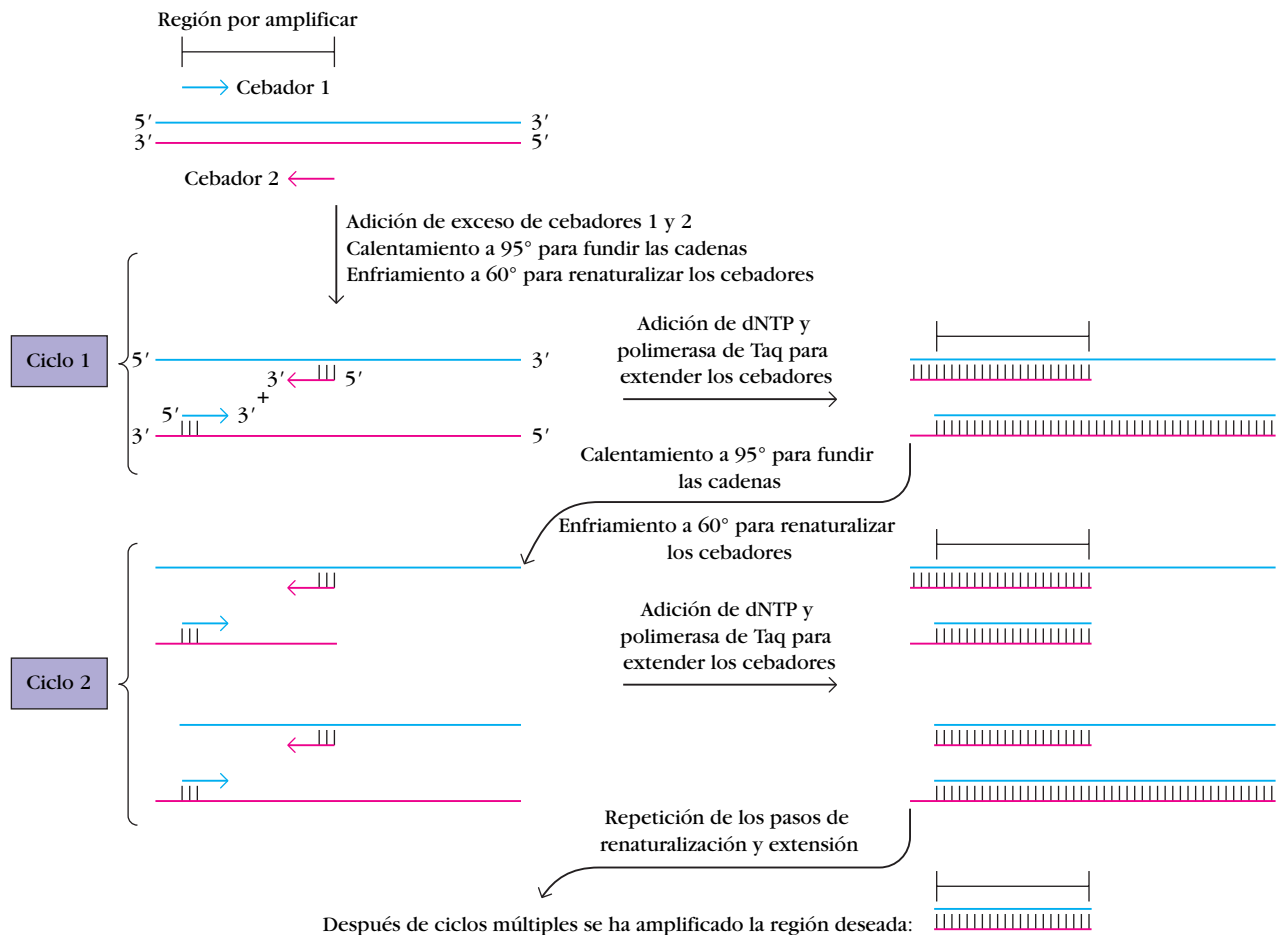 Región por amplificar
Cebador 1
5′ 3′
3′ 5′
Cebador 2
Adición de exceso de cebadores 1 y 2
Calentamiento a 95° para fundir las cadenas
Enfriamiento a 60° para renaturalizar los cebadores
Ciclo 1
5′ 3′
3′ 5′
+
5′ 3′
3′ 5′
Adición de dNTP y
polimerasa de Taq para
extender los cebadores
Calentamiento a 95° para fundir
las cadenas
Enfriamiento a 60° para renaturalizar
los cebadores
Ciclo 2
Adición de dNTP y
polimerasa de Taq para
extender los cebadores
Repetición de los pasos de
renaturalización y extensión
Después de ciclos múltiples se ha amplificado la región deseada: